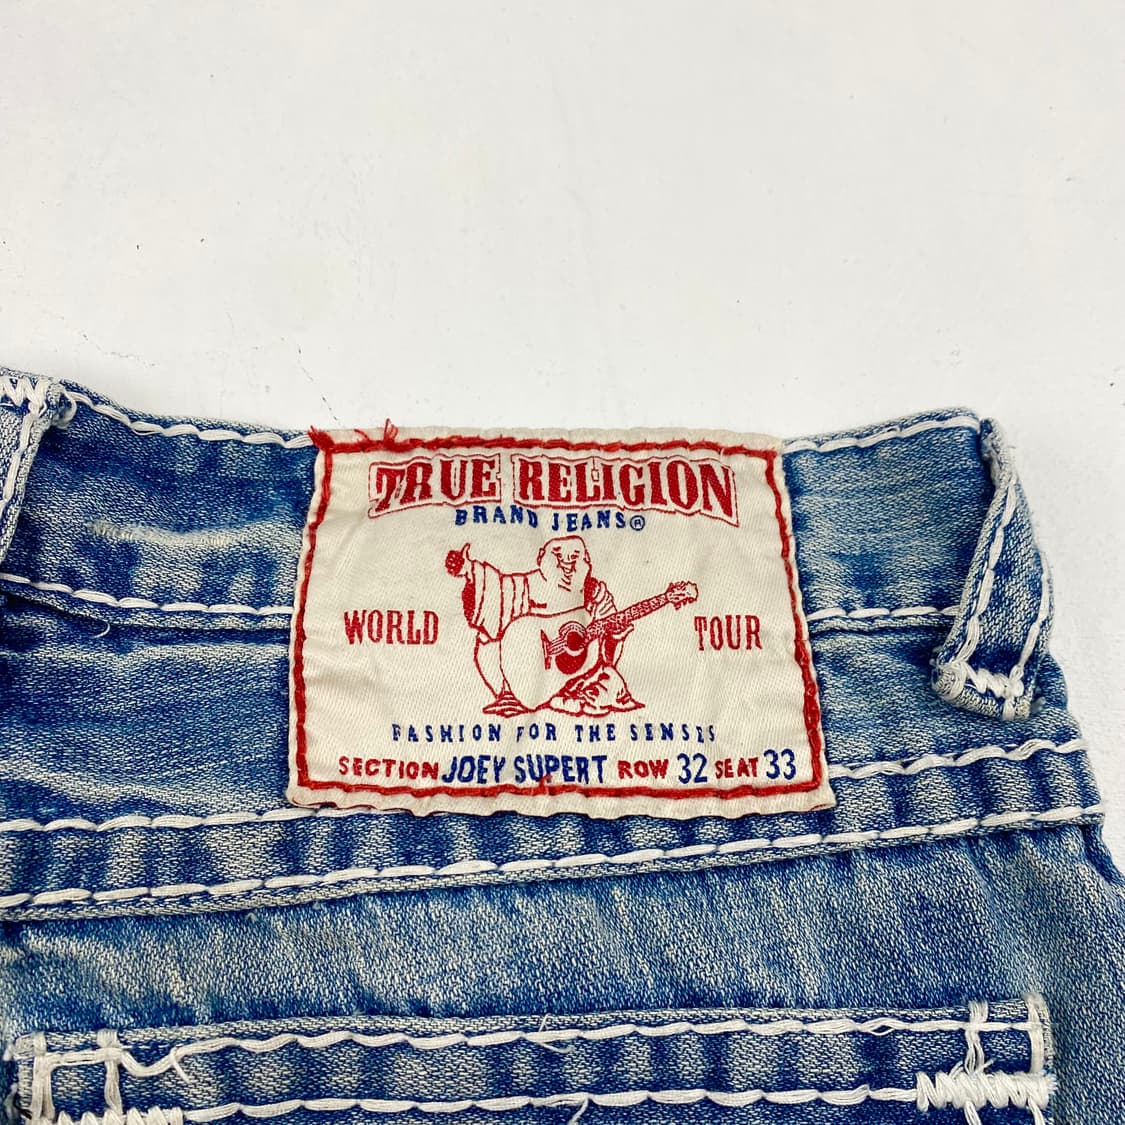 TRUE RELIGION
BRAND JEANS®
WORLD TOUR
FASHION FOR THE SENSES
SECTION JOEY SUPERT ROW 32 SEAT 33